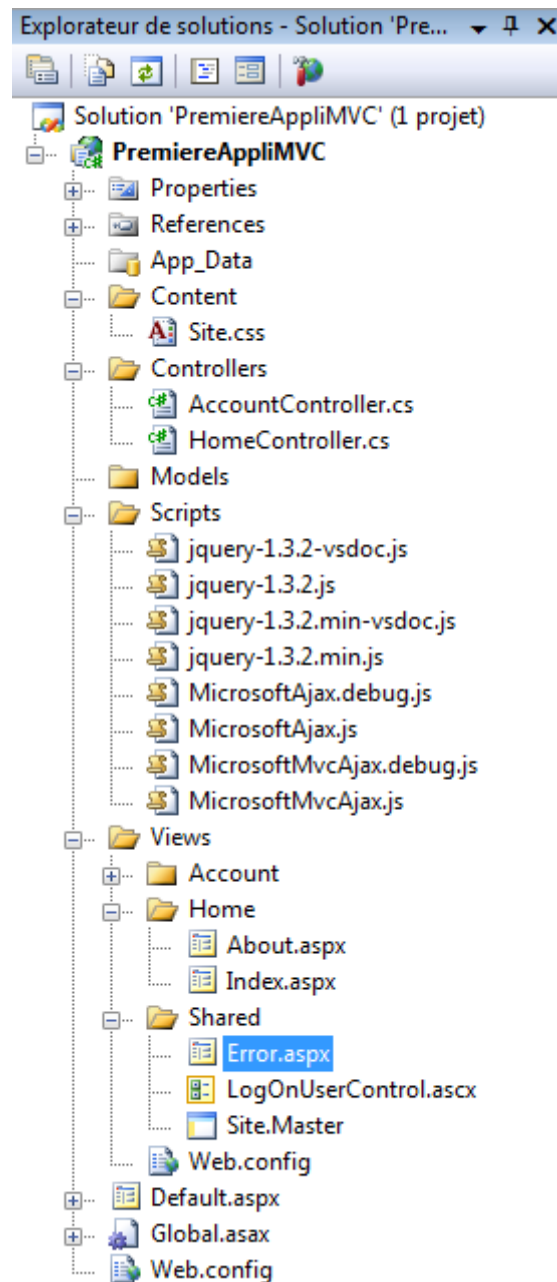 Explorateur de solutions - Solution 'Pre...
Solution 'PremiereAppliMVC' (1 projet)
PremiereAppliMVC
Properties
References
App_Data
Content
Site.css
Controllers
AccountController.cs
HomeController.cs
Models
Scripts
jquery-1.3.2-vsdoc.js
jquery-1.3.2.js
jquery-1.3.2.min-vsdoc.js
jquery-1.3.2.min.js
MicrosoftAjax.debug.js
MicrosoftAjax.js
MicrosoftMvcAjax.debug.js
MicrosoftMvcAjax.js
Views
Account
Home
About.aspx
Index.aspx
Shared
Error.aspx
LogOnUserControl.ascx
Site.Master
Web.config
Default.aspx
Global.asax
Web.config